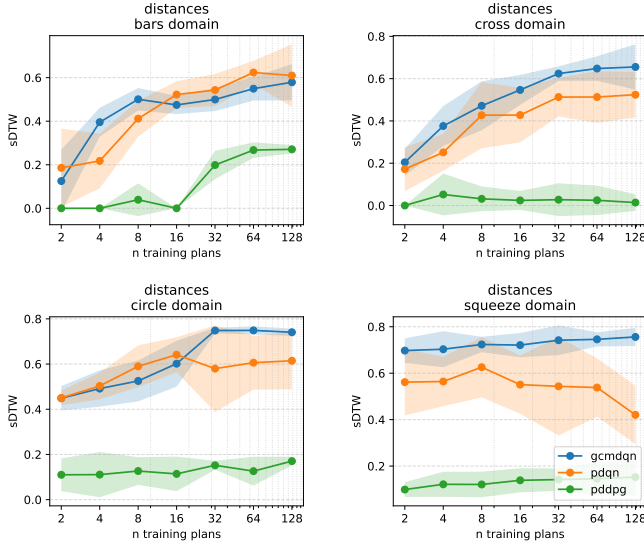 distances
bars domain
sDTW
0.6
0.4
0.2
0.0
2 4 8 16 32 64 128
n training plans
distances
cross domain
sDTW
0.8
0.6
0.4
0.2
0.0
2 4 8 16 32 64 128
n training plans
distances
circle domain
sDTW
0.8
0.6
0.4
0.2
0.0
2 4 8 16 32 64 128
n training plans
distances
squeeze domain
sDTW
0.8
0.6
0.4
0.2
gcmdqn
pdqn
pddpg
2 4 8 16 32 64 128
n training plans